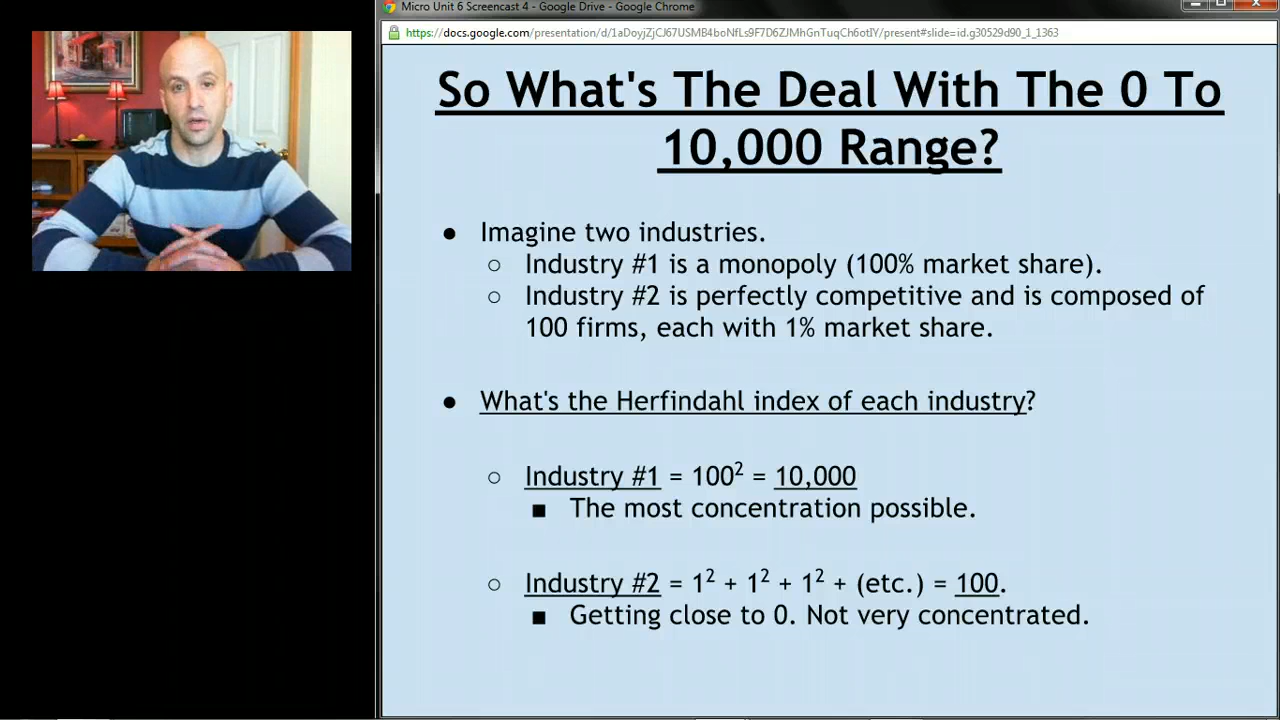 Micro Unit 6 Screencast 4 - Google Drive - Google Chrome
https://docs.google.com/presentation/d/1aDoyjZjCJ67USMB4boNfLs9F7D6ZJMhGnTuqCh6otIY/present#slide=id.g30529d90_1_1363
So What's The Deal With The 0 To
10,000 Range?
● Imagine two industries.
○ Industry #1 is a monopoly (100% market share).
○ Industry #2 is perfectly competitive and is composed of
100 firms, each with 1% market share.
● What's the Herfindahl index of each industry?
○ Industry #1 = 100² = 10,000
■ The most concentration possible.
○ Industry #2 = 1² + 1² + 1² + (etc.) = 100.
■ Getting close to 0. Not very concentrated.